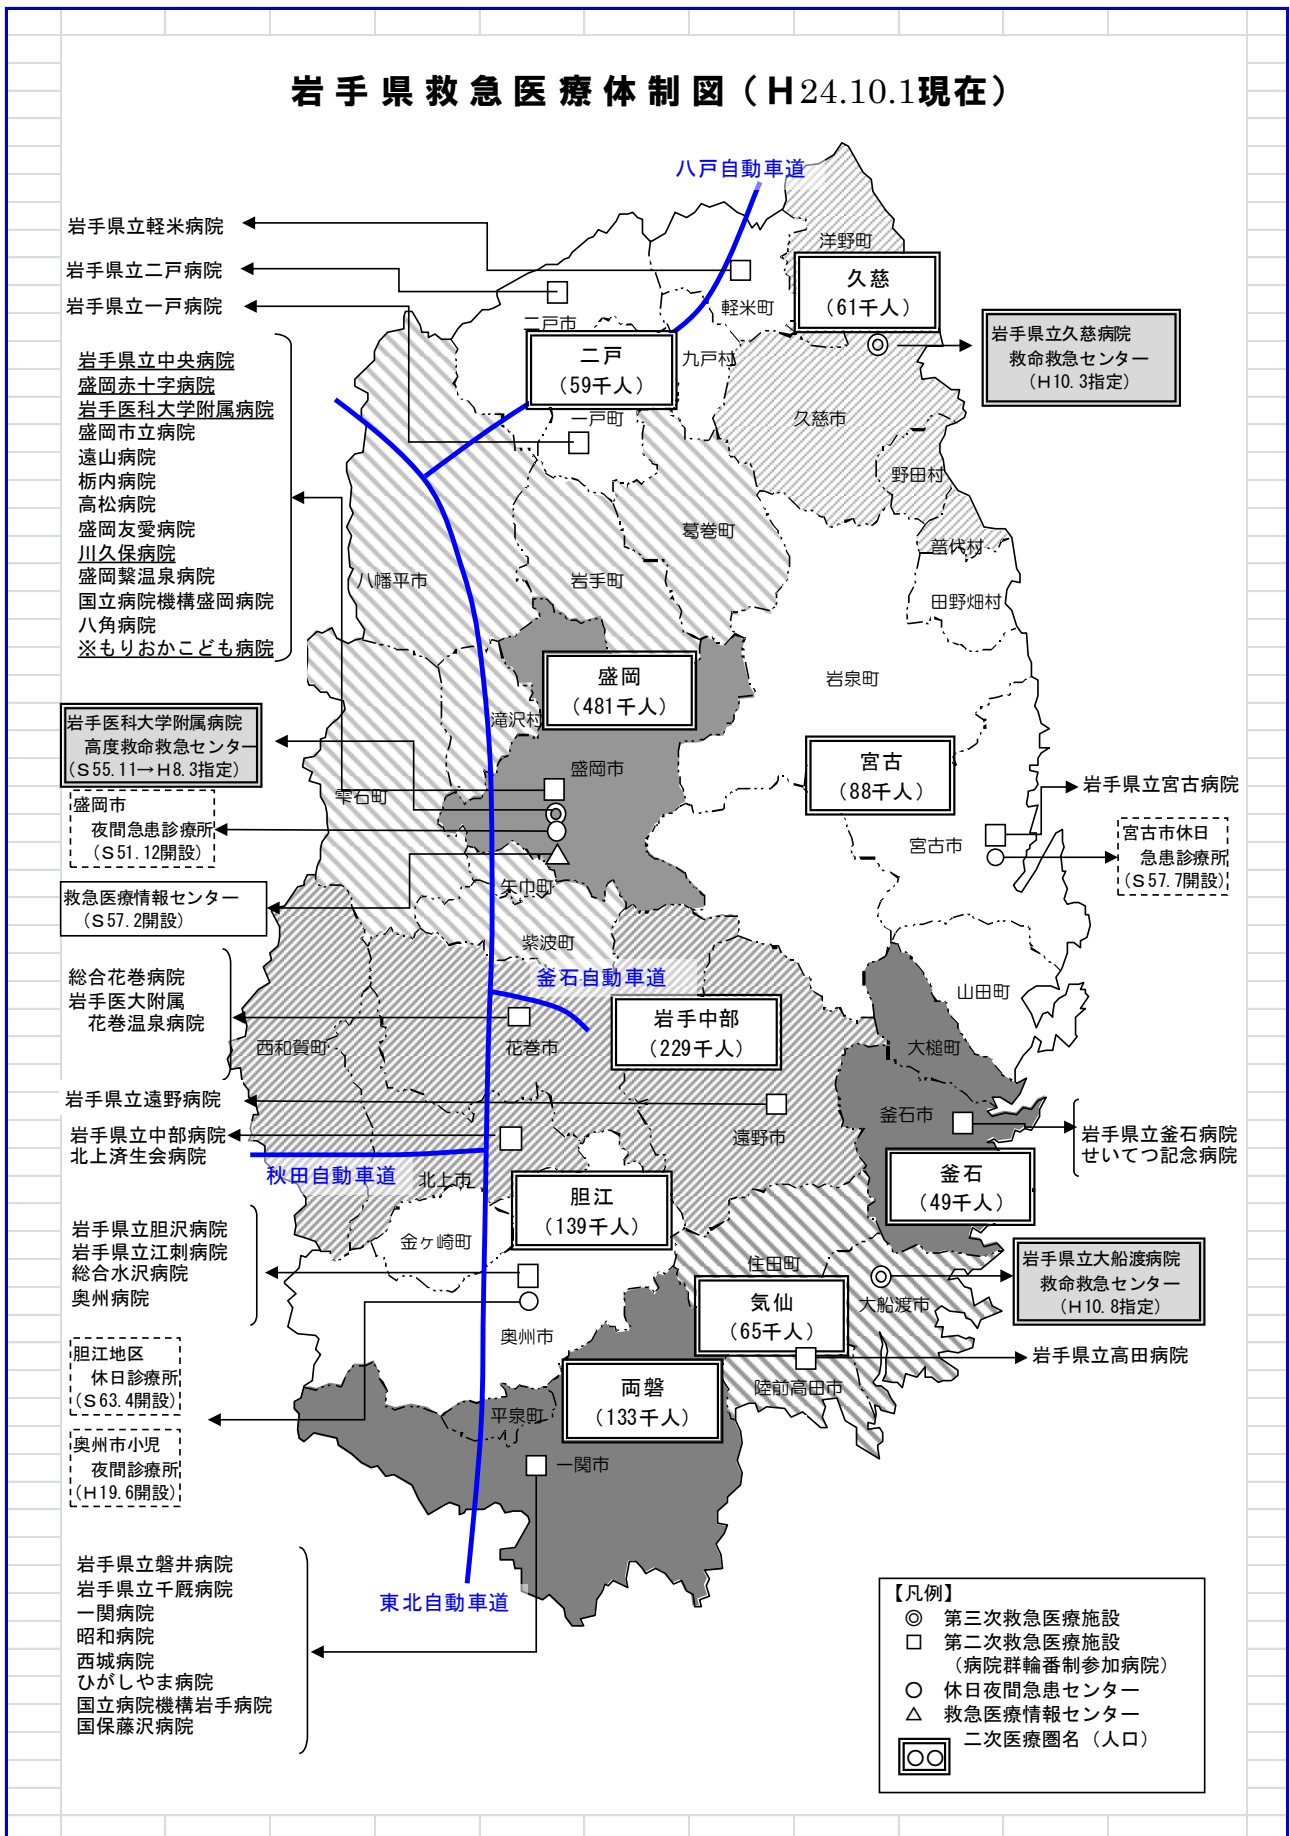 岩手県救急医療体制図（Ｈ24.10.1現在）
八戸自動車道
岩手県立軽米病院
岩手県立二戸病院
岩手県立一戸病院
洋野町
久慈
（61千人）
軽米町
二戸市
二戸
（59千人）
九戸村
一戸町
岩手県立久慈病院
救命救急センター
（Ｈ10.3指定）
久慈市
野田村
普代村
田野畑村
岩手県立中央病院
盛岡赤十字病院
岩手医科大学附属病院
盛岡市立病院
遠山病院
栃内病院
高松病院
盛岡友愛病院
川久保病院
盛岡繋温泉病院
国立病院機構盛岡病院
八角病院
※もりおかこども病院
葛巻町
八幡平市
岩手町
盛岡
（481千人）
岩泉町
滝沢村
岩手医科大学附属病院
高度救命救急センター
（Ｓ55.11→Ｈ8.3指定）
盛岡市
宮古
（88千人）
雫石町
岩手県立宮古病院
盛岡市
夜間急患診療所
（Ｓ51.12開設）
宮古市
宮古市休日
急患診療所
（Ｓ57.7開設）
矢巾町
救急医療情報センター
（Ｓ57.2開設）
紫波町
釜石自動車道
総合花巻病院
岩手医大附属
花巻温泉病院
山田町
岩手中部
（229千人）
西和賀町
花巻市
大槌町
岩手県立遠野病院
釜石市
遠野市
岩手県立中部病院
北上済生会病院
岩手県立釜石病院
せいてつ記念病院
秋田自動車道
北上市
釜石
（49千人）
胆江
（139千人）
岩手県立胆沢病院
岩手県立江刺病院
総合水沢病院
奥州病院
金ヶ崎町
住田町
岩手県立大船渡病院
救命救急センター
（Ｈ10.8指定）
気仙
（65千人）
大船渡市
奥州市
胆江地区
休日診療所
（Ｓ63.4開設）
岩手県立高田病院
両磐
（133千人）
陸前高田市
平泉町
奥州市小児
夜間診療所
（Ｈ19.6開設）
一関市
岩手県立磐井病院
岩手県立千厩病院
一関病院
昭和病院
西城病院
ひがしやま病院
国立病院機構岩手病院
国保藤沢病院
東北自動車道
【凡例】
◎ 第三次救急医療施設
□ 第二次救急医療施設
（病院群輪番制参加病院）
○ 休日夜間急患センター
△ 救急医療情報センター
○○ 二次医療圏名（人口）